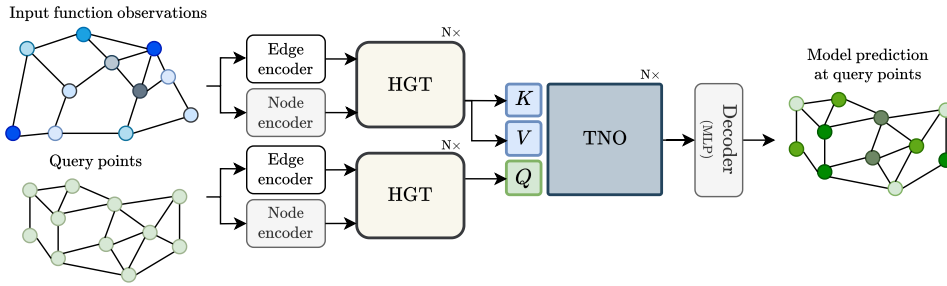 Input function observations
Edge
encoder
Node
encoder
N×
HGT
K
V
Q
N×
TNO
Decoder
(MLP)
Model prediction
at query points
Query points
Edge
encoder
Node
encoder
N×
HGT